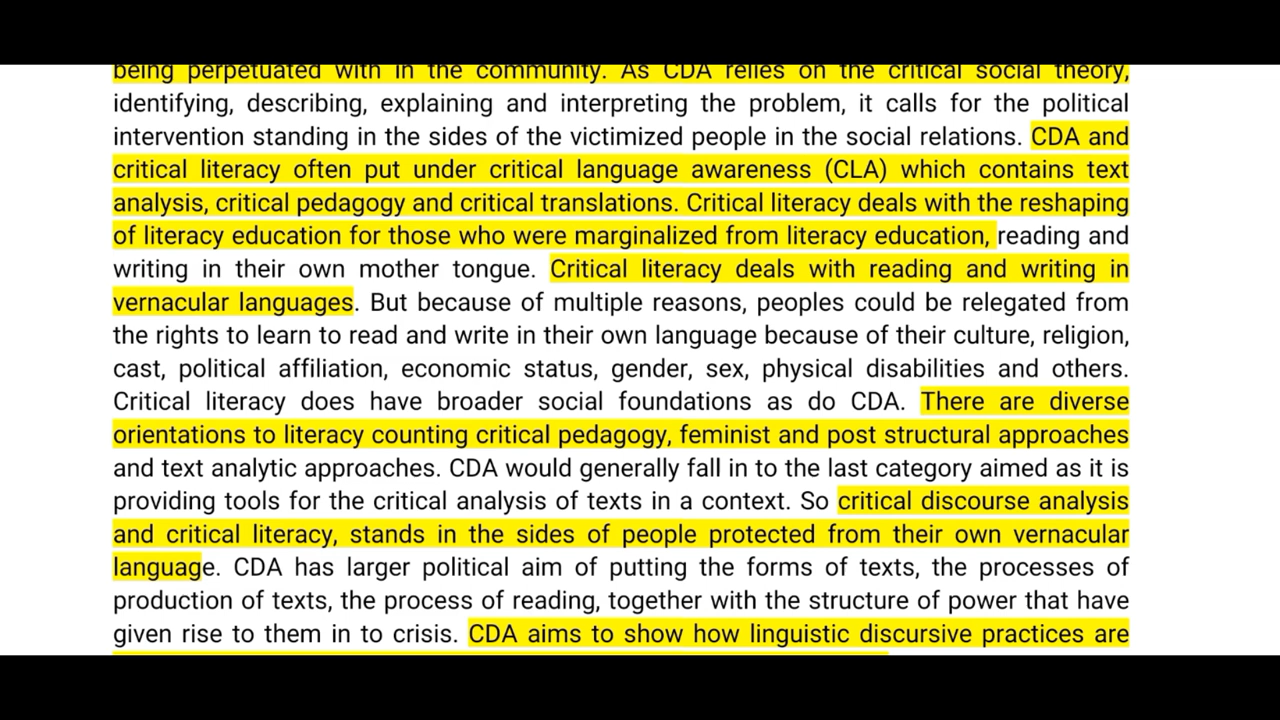 being perpetuated with in the community. As CDA relies on the critical social theory,
identifying, describing, explaining and interpreting the problem, it calls for the political
intervention standing in the sides of the victimized people in the social relations. CDA and
critical literacy often put under critical language awareness (CLA) which contains text
analysis, critical pedagogy and critical translations. Critical literacy deals with the reshaping
of literacy education for those who were marginalized from literacy education, reading and
writing in their own mother tongue. Critical literacy deals with reading and writing in
vernacular languages. But because of multiple reasons, peoples could be relegated from
the rights to learn to read and write in their own language because of their culture, religion,
cast, political affiliation, economic status, gender, sex, physical disabilities and others.
Critical literacy does have broader social foundations as do CDA. There are diverse
orientations to literacy counting critical pedagogy, feminist and post structural approaches
and text analytic approaches. CDA would generally fall in to the last category aimed as it is
providing tools for the critical analysis of texts in a context. So critical discourse analysis
and critical literacy, stands in the sides of people protected from their own vernacular
language. CDA has larger political aim of putting the forms of texts, the processes of
production of texts, the process of reading, together with the structure of power that have
given rise to them in to crisis. CDA aims to show how linguistic discursive practices are